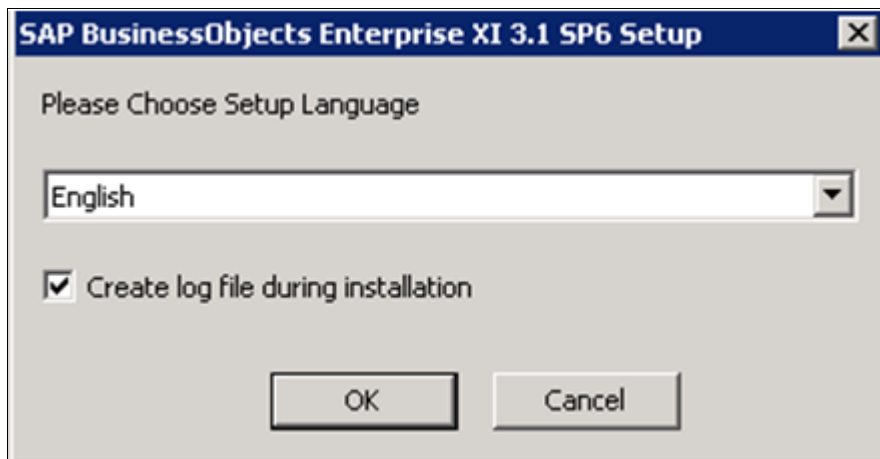 SAP BusinessObjects Enterprise XI 3.1 SP6 Setup
Please Choose Setup Language
English
Create log file during installation
OK
Cancel